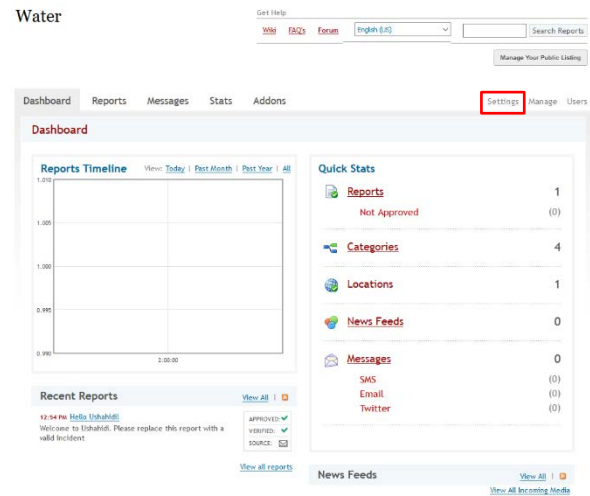 Water
Get Help
Wiki FAQ's Forum English (US) Search Reports
Manage Your Public Listing
Dashboard Reports Messages Stats Addons Settings Manage Users
Dashboard
Reports Timeline View: Today | Past Month | Past Year | All
1.010
1.005
1.000
0.995
0.990
2:00:00
Quick Stats
Reports 1
Not Approved (0)
Categories 4
Locations 1
News Feeds 0
Messages 0
SMS (0)
Email (0)
Twitter (0)
Recent Reports View All |
12:54 PM Hello Ushahidi!
Welcome to Ushahidi. Please replace this report with a
valid incident
APPROVED:
VERIFIED:
SOURCE:
View all reports
News Feeds View All |
View All Incoming Media